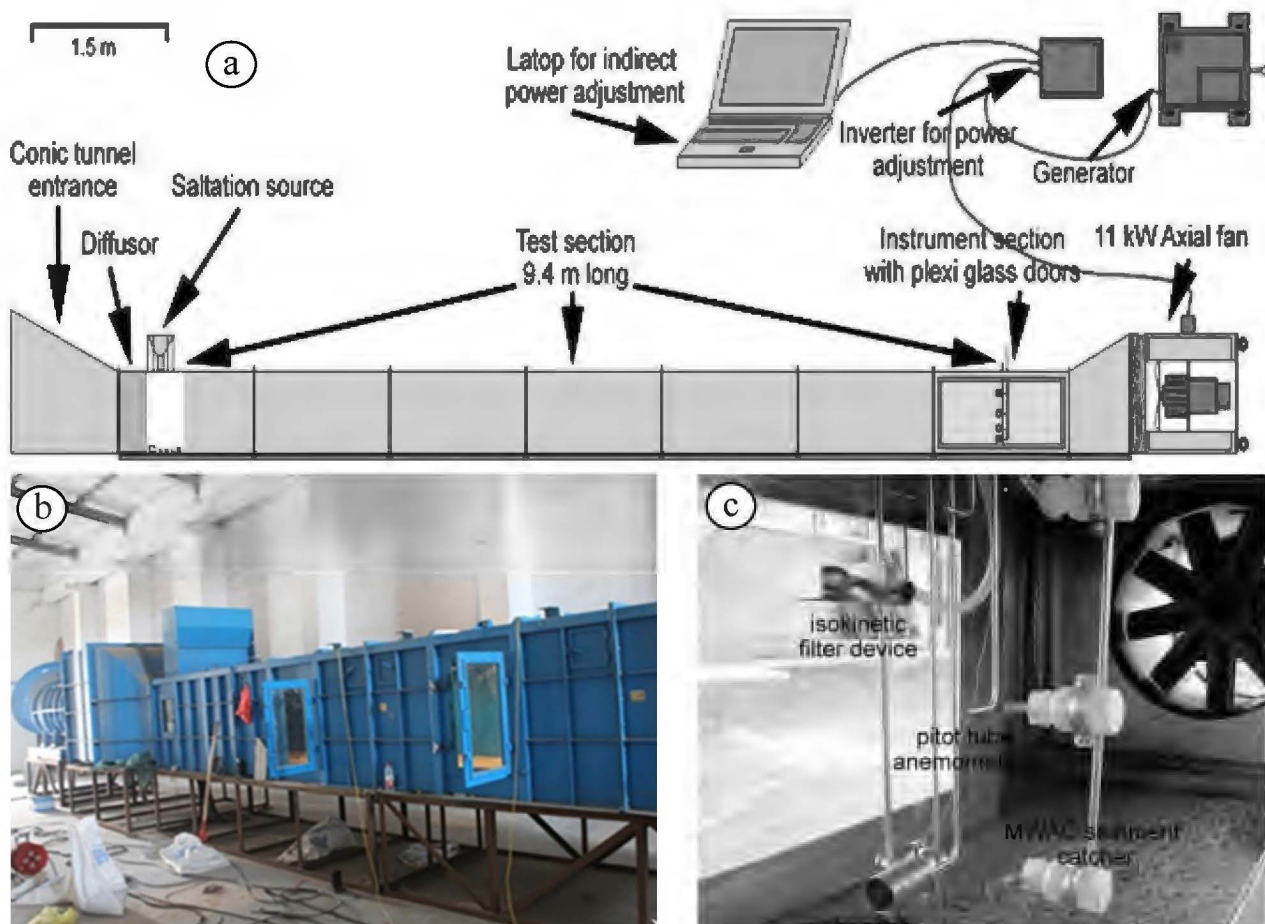 1.5 m
a
Latop for indirect
power adjustment
Inverter for power
adjustment
Generator
Conic tunnel
entrance
Saltation source
Diffusor
Test section
9.4 m long
Instrument section
with plexi glass doors
11 kW Axial fan
b
c
isokinetic
filter device
pitot tube
MWAC
catcher